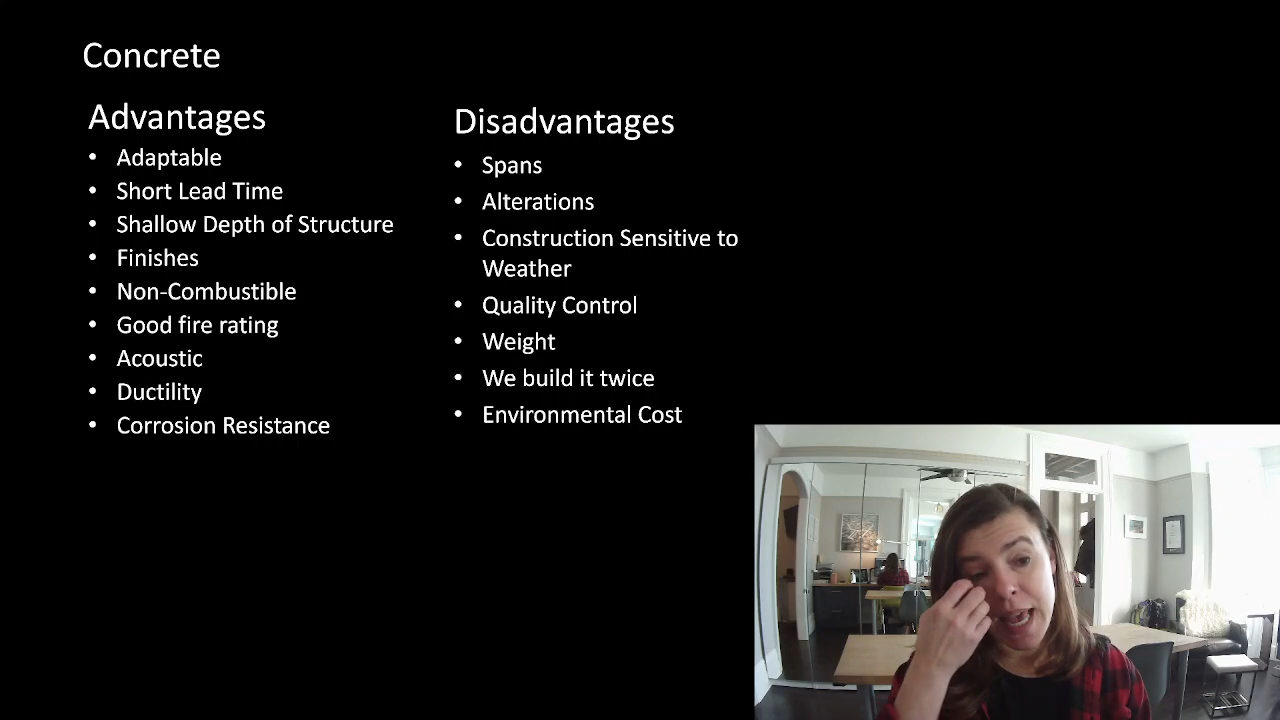 Concrete
Advantages
• Adaptable
• Short Lead Time
• Shallow Depth of Structure
• Finishes
• Non-Combustible
• Good fire rating
• Acoustic
• Ductility
• Corrosion Resistance
Disadvantages
• Spans
• Alterations
• Construction Sensitive to
Weather
• Quality Control
• Weight
• We build it twice
• Environmental Cost